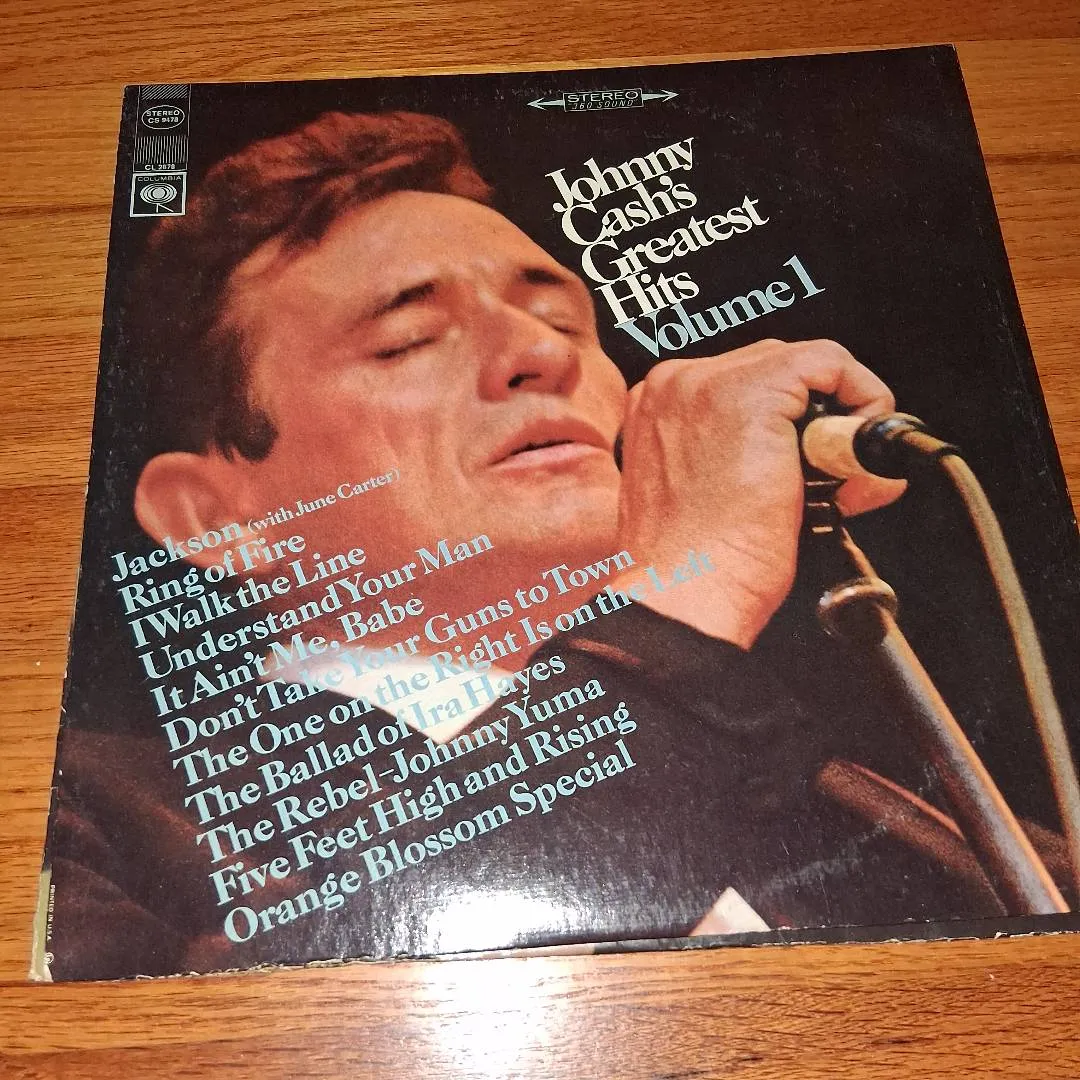 STEREO
CS 9478
CL 2678
COLUMBIA
STEREO
360 SOUND
Johnny
Cash's
Greatest
Hits
Volume 1
Jackson (with June Carter)
Ring of Fire
I Walk the Line
Understand Your Man
It Ain't Me, Babe
Don't Take Your Guns to Town
The One on the Right Is on the Left
The Ballad of Ira Hayes
The Rebel–Johnny Yuma
Five Feet High and Rising
Orange Blossom Special
PRINTED IN U.S.A.